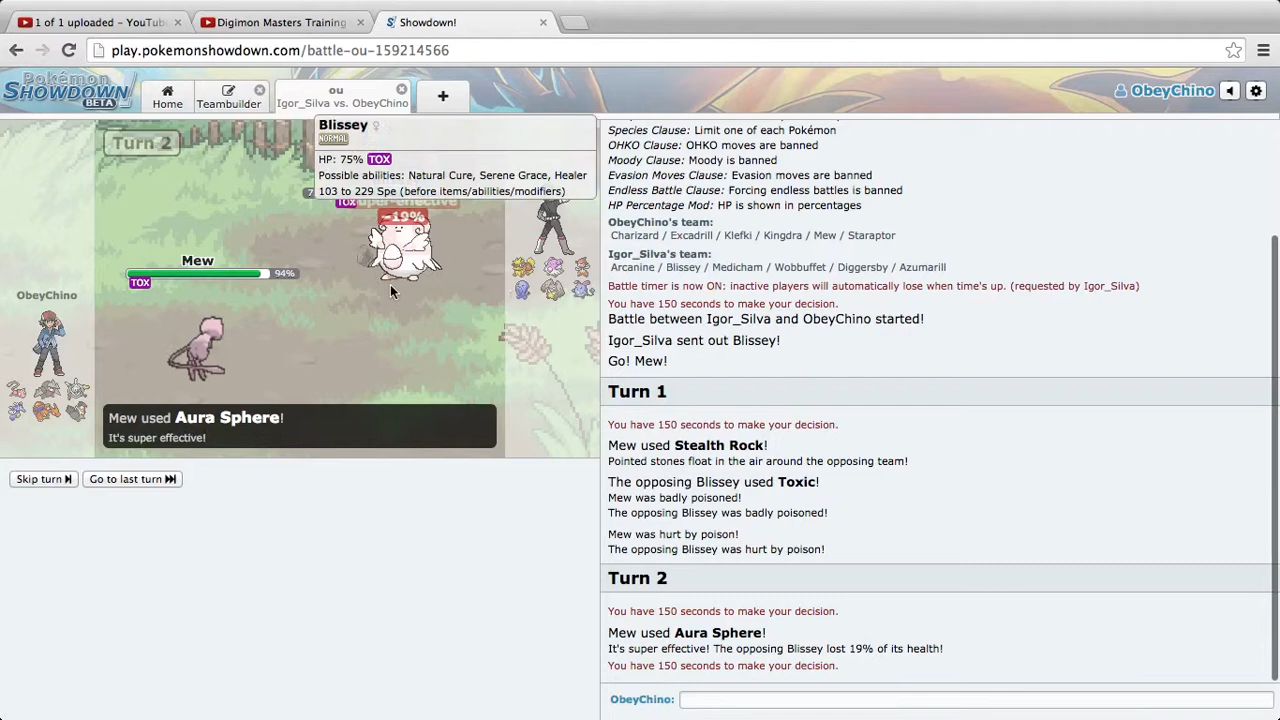 1 of 1 uploaded - YouTub
Digimon Masters Training
Showdown!
play.pokemonshowdown.com/battle-ou-159214566
Pokémon
Showdown
BETA
Home
Teambuilder
ou
Igor_Silva vs. ObeyChino
+
ObeyChino
Turn 2
Blissey ♀
NORMAL
HP: 75% TOX
Possible abilities: Natural Cure, Serene Grace, Healer
103 to 229 Spe (before items/abilities/modifiers)
TOX
super-effective
−19%
Mew
94%
TOX
ObeyChino
Mew used Aura Sphere!
It's super effective!
Skip turn
Go to last turn
Species Clause: Limit one of each Pokémon
OHKO Clause: OHKO moves are banned
Moody Clause: Moody is banned
Evasion Moves Clause: Evasion moves are banned
Endless Battle Clause: Forcing endless battles is banned
HP Percentage Mod: HP is shown in percentages
ObeyChino's team:
Charizard / Excadrill / Klefki / Kingdra / Mew / Staraptor
Igor_Silva's team:
Arcanine / Blissey / Medicham / Wobbuffet / Diggersby / Azumarill
Battle timer is now ON: inactive players will automatically lose when time's up. (requested by Igor_Silva)
You have 150 seconds to make your decision.
Battle between Igor_Silva and ObeyChino started!
Igor_Silva sent out Blissey!
Go! Mew!
Turn 1
You have 150 seconds to make your decision.
Mew used Stealth Rock!
Pointed stones float in the air around the opposing team!
The opposing Blissey used Toxic!
Mew was badly poisoned!
The opposing Blissey was badly poisoned!
Mew was hurt by poison!
The opposing Blissey was hurt by poison!
Turn 2
You have 150 seconds to make your decision.
Mew used Aura Sphere!
It's super effective! The opposing Blissey lost 19% of its health!
You have 150 seconds to make your decision.
ObeyChino: